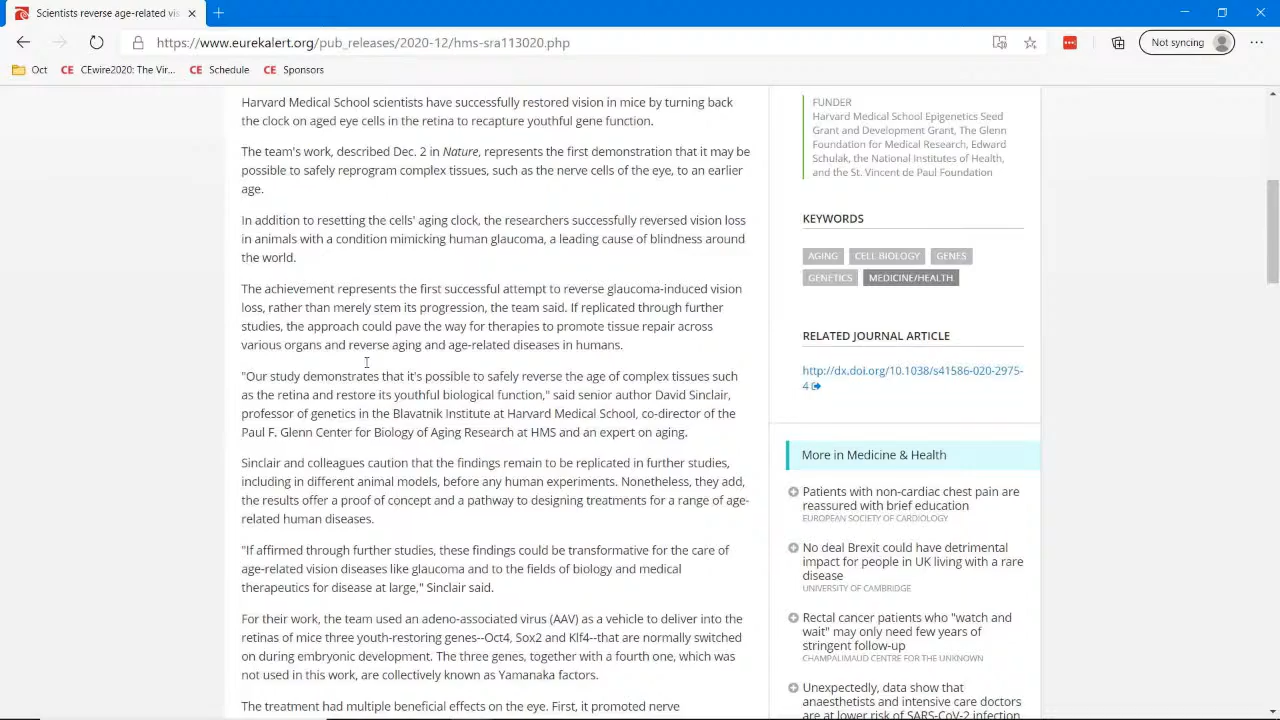 Scientists reverse age-related vis
https://www.eurekalert.org/pub_releases/2020-12/hms-sra113020.php
Not syncing
Oct
CEwire2020: The Vir...
Schedule
Sponsors
Harvard Medical School scientists have successfully restored vision in mice by turning back
the clock on aged eye cells in the retina to recapture youthful gene function.
The team's work, described Dec. 2 in Nature, represents the first demonstration that it may be
possible to safely reprogram complex tissues, such as the nerve cells of the eye, to an earlier
age.
In addition to resetting the cells' aging clock, the researchers successfully reversed vision loss
in animals with a condition mimicking human glaucoma, a leading cause of blindness around
the world.
The achievement represents the first successful attempt to reverse glaucoma-induced vision
loss, rather than merely stem its progression, the team said. If replicated through further
studies, the approach could pave the way for therapies to promote tissue repair across
various organs and reverse aging and age-related diseases in humans.
"Our study demonstrates that it's possible to safely reverse the age of complex tissues such
as the retina and restore its youthful biological function," said senior author David Sinclair,
professor of genetics in the Blavatnik Institute at Harvard Medical School, co-director of the
Paul F. Glenn Center for Biology of Aging Research at HMS and an expert on aging.
Sinclair and colleagues caution that the findings remain to be replicated in further studies,
including in different animal models, before any human experiments. Nonetheless, they add,
the results offer a proof of concept and a pathway to designing treatments for a range of age-
related human diseases.
"If affirmed through further studies, these findings could be transformative for the care of
age-related vision diseases like glaucoma and to the fields of biology and medical
therapeutics for disease at large," Sinclair said.
For their work, the team used an adeno-associated virus (AAV) as a vehicle to deliver into the
retinas of mice three youth-restoring genes--Oct4, Sox2 and Klf4--that are normally switched
on during embryonic development. The three genes, together with a fourth one, which was
not used in this work, are collectively known as Yamanaka factors.
The treatment had multiple beneficial effects on the eye. First, it promoted nerve
FUNDER
Harvard Medical School Epigenetics Seed
Grant and Development Grant, The Glenn
Foundation for Medical Research, Edward
Schulak, the National Institutes of Health,
and the St. Vincent de Paul Foundation
KEYWORDS
AGING CELL BIOLOGY GENES
GENETICS MEDICINE/HEALTH
RELATED JOURNAL ARTICLE
http://dx.doi.org/10.1038/s41586-020-2975-
4
More in Medicine & Health
Patients with non-cardiac chest pain are
reassured with brief education
EUROPEAN SOCIETY OF CARDIOLOGY
No deal Brexit could have detrimental
impact for people in UK living with a rare
disease
UNIVERSITY OF CAMBRIDGE
Rectal cancer patients who "watch and
wait" may only need few years of
stringent follow-up
CHAMPALIMAUD CENTRE FOR THE UNKNOWN
Unexpectedly, data show that
anaesthetists and intensive care doctors
are at lower risk of SARS-CoV-2 infection